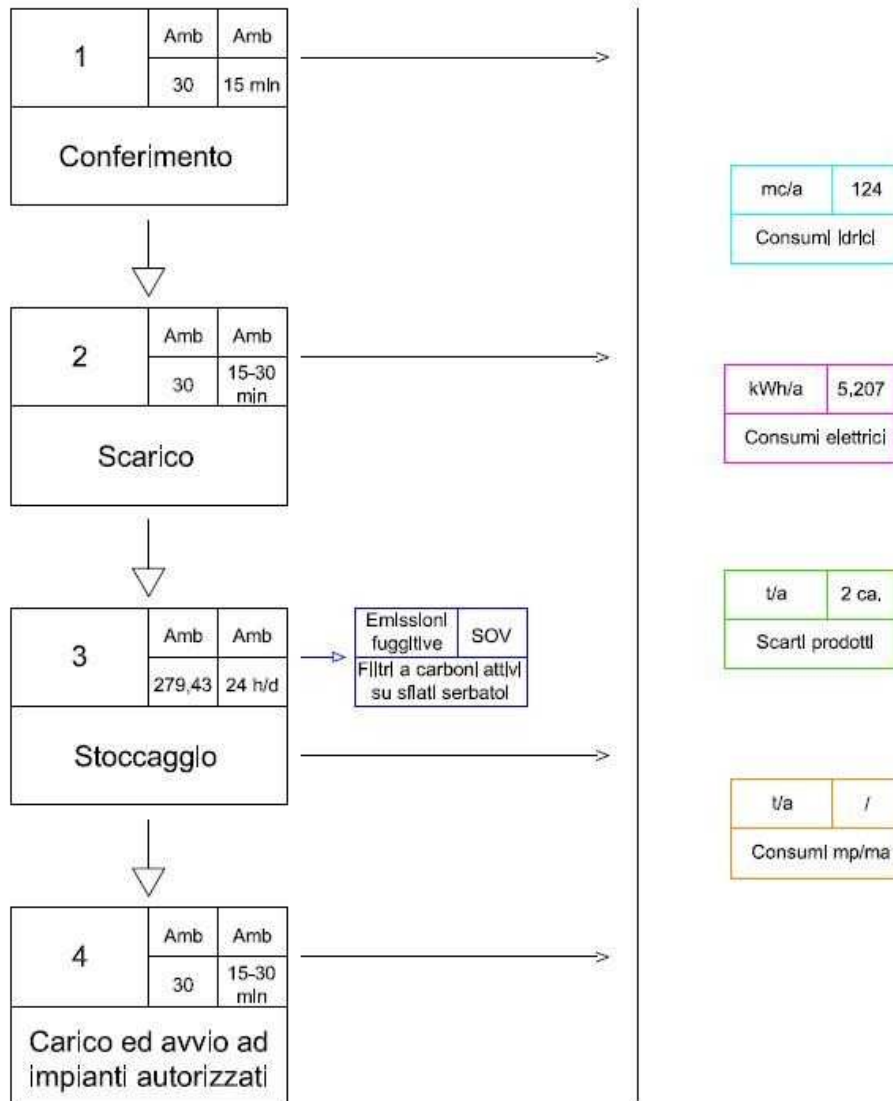 1
Amb Amb
30 15 min
Conferimento
2
Amb Amb
30 15-30
min
Scarico
3
Amb Amb
279,43 24 h/d
Stoccaggio
Emissioni
fuggitive SOV
Filtri a carboni attivi
su sfiati serbatoi
4
Amb Amb
30 15-30
min
Carico ed avvio ad
impianti autorizzati
mc/a 124
Consumi idrici
kWh/a 5,207
Consumi elettrici
t/a 2 ca.
Scarti prodotti
t/a /
Consumi mp/ma